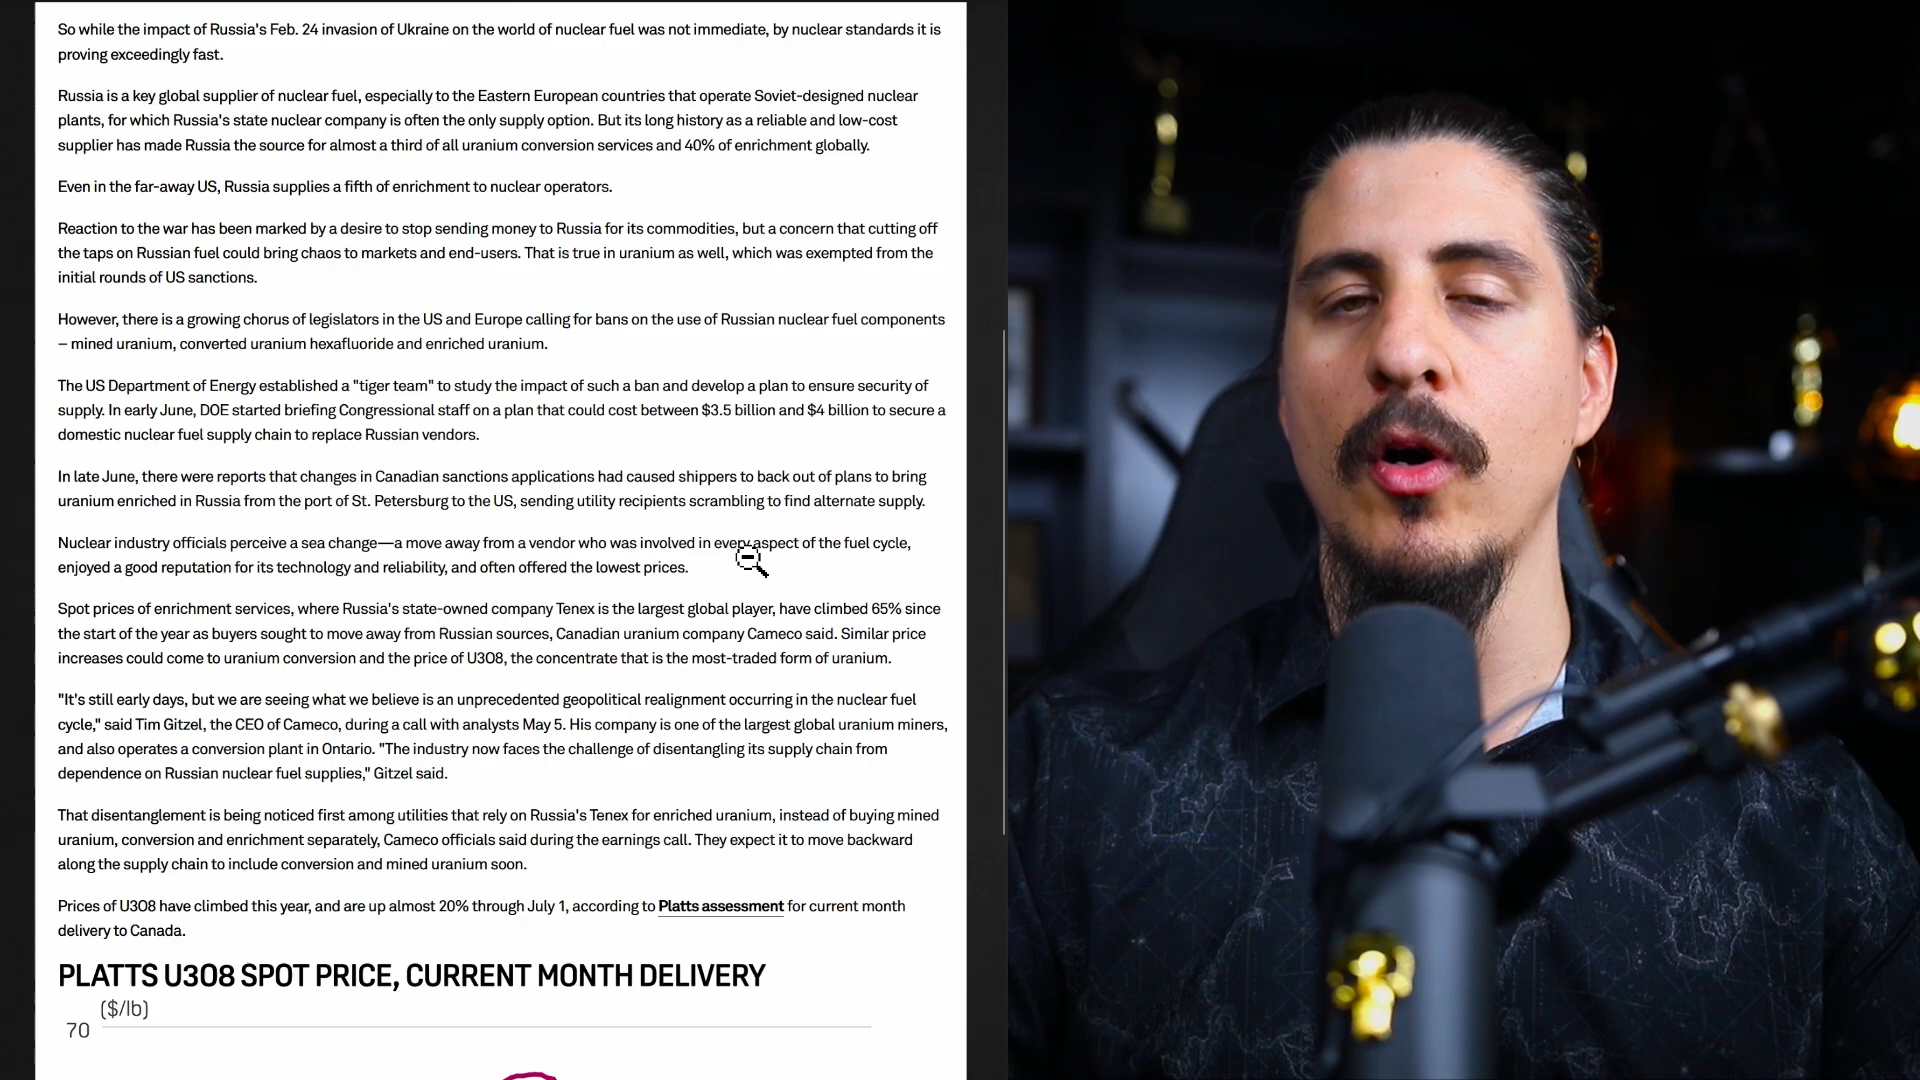 So while the impact of Russia's Feb. 24 invasion of Ukraine on the world of nuclear fuel was not immediate, by nuclear standards it is
proving exceedingly fast.
Russia is a key global supplier of nuclear fuel, especially to the Eastern European countries that operate Soviet-designed nuclear
plants, for which Russia's state nuclear company is often the only supply option. But its long history as a reliable and low-cost
supplier has made Russia the source for almost a third of all uranium conversion services and 40% of enrichment globally.
Even in the far-away US, Russia supplies a fifth of enrichment to nuclear operators.
Reaction to the war has been marked by a desire to stop sending money to Russia for its commodities, but a concern that cutting off
the taps on Russian fuel could bring chaos to markets and end-users. That is true in uranium as well, which was exempted from the
initial rounds of US sanctions.
However, there is a growing chorus of legislators in the US and Europe calling for bans on the use of Russian nuclear fuel components
– mined uranium, converted uranium hexafluoride and enriched uranium.
The US Department of Energy established a "tiger team" to study the impact of such a ban and develop a plan to ensure security of
supply. In early June, DOE started briefing Congressional staff on a plan that could cost between $3.5 billion and $4 billion to secure a
domestic nuclear fuel supply chain to replace Russian vendors.
In late June, there were reports that changes in Canadian sanctions applications had caused shippers to back out of plans to bring
uranium enriched in Russia from the port of St. Petersburg to the US, sending utility recipients scrambling to find alternate supply.
Nuclear industry officials perceive a sea change—a move away from a vendor who was involved in every aspect of the fuel cycle,
enjoyed a good reputation for its technology and reliability, and often offered the lowest prices.
Spot prices of enrichment services, where Russia's state-owned company Tenex is the largest global player, have climbed 65% since
the start of the year as buyers sought to move away from Russian sources, Canadian uranium company Cameco said. Similar price
increases could come to uranium conversion and the price of U3O8, the concentrate that is the most-traded form of uranium.
"It's still early days, but we are seeing what we believe is an unprecedented geopolitical realignment occurring in the nuclear fuel
cycle," said Tim Gitzel, the CEO of Cameco, during a call with analysts May 5. His company is one of the largest global uranium miners,
and also operates a conversion plant in Ontario. "The industry now faces the challenge of disentangling its supply chain from
dependence on Russian nuclear fuel supplies," Gitzel said.
That disentanglement is being noticed first among utilities that rely on Russia's Tenex for enriched uranium, instead of buying mined
uranium, conversion and enrichment separately, Cameco officials said during the earnings call. They expect it to move backward
along the supply chain to include conversion and mined uranium soon.
Prices of U3O8 have climbed this year, and are up almost 20% through July 1, according to Platts assessment for current month
delivery to Canada.
PLATTS U3O8 SPOT PRICE, CURRENT MONTH DELIVERY
($/lb)
70